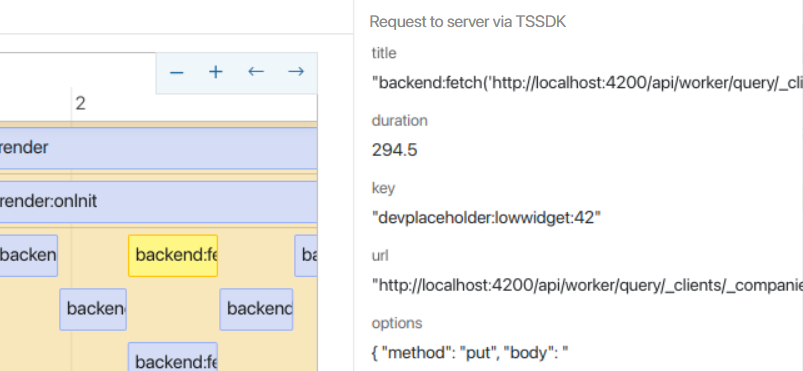 2
render
render:onInit
backen
backend:fe
ba
backen
backend
backend:fe
Request to server via TSSDK
title
"backend:fetch('http://localhost:4200/api/worker/query/_cli
duration
294.5
key
"devplaceholder:lowwidget:42"
url
"http://localhost:4200/api/worker/query/_clients/_companie
options
{ "method": "put", "body": "